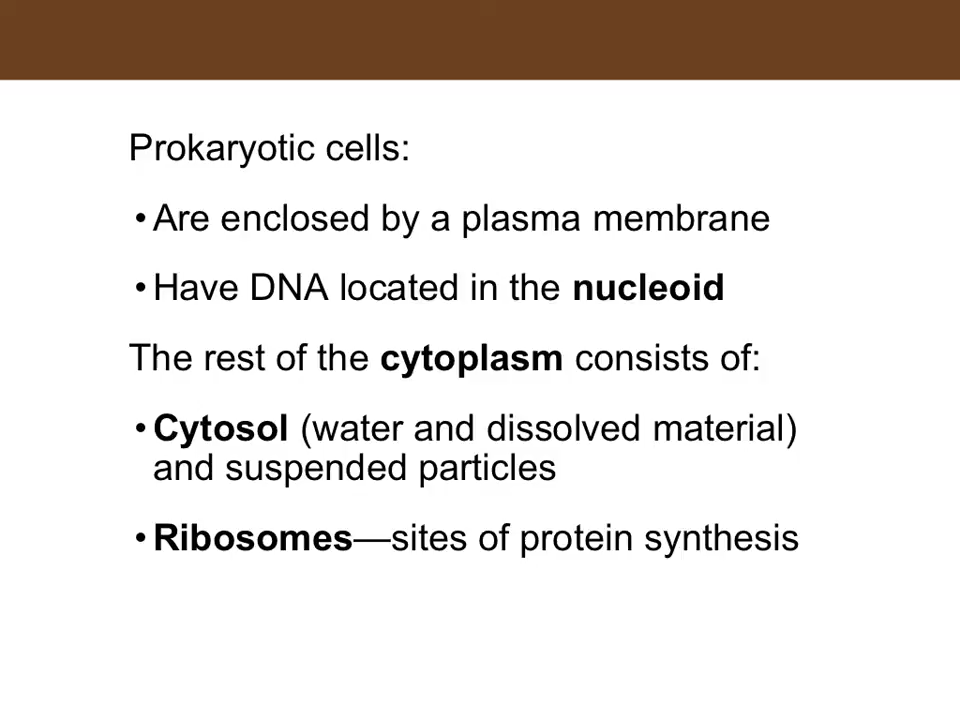 Prokaryotic cells:
• Are enclosed by a plasma membrane
• Have DNA located in the nucleoid
The rest of the cytoplasm consists of:
• Cytosol (water and dissolved material)
and suspended particles
• Ribosomes—sites of protein synthesis